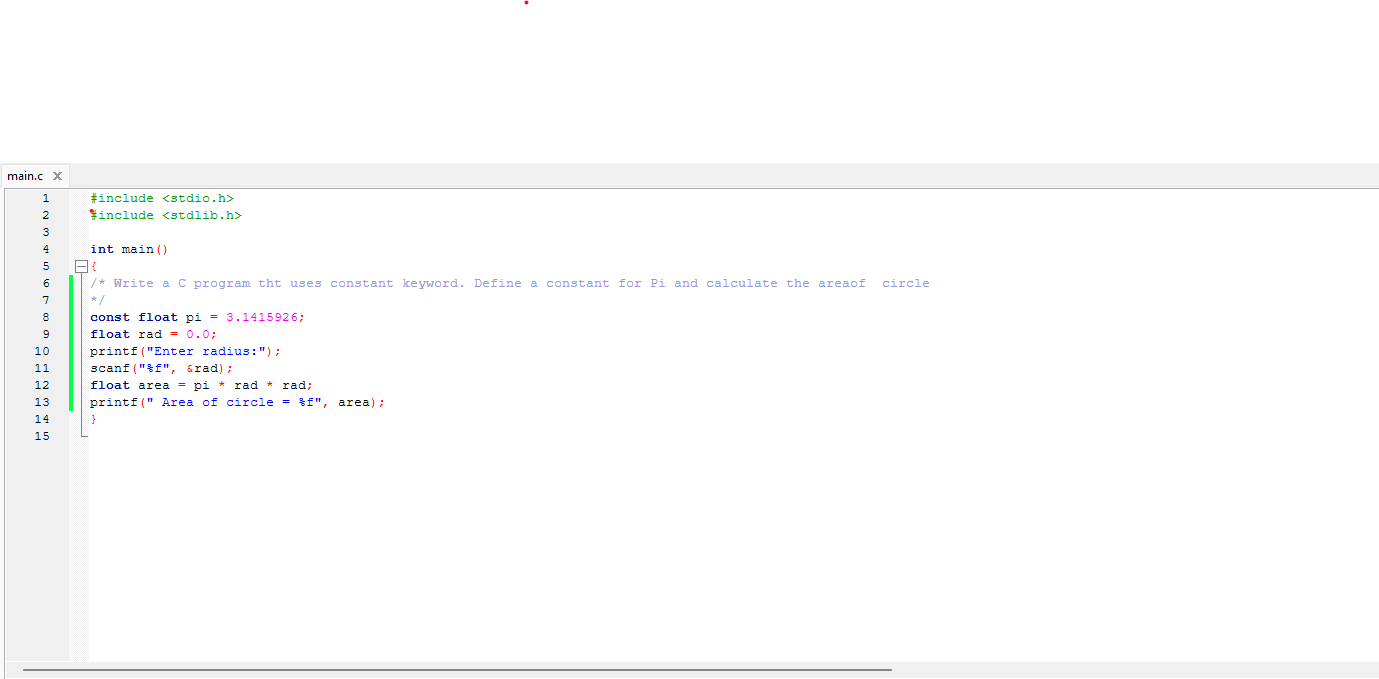 main.c X
1 #include <stdio.h>
2 #include <stdlib.h>
3
4 int main()
5 {
6 /* Write a C program tht uses constant keyword. Define a constant for Pi and calculate the areaof  circle
7 */
8 const float pi = 3.1415926;
9 float rad = 0.0;
10 printf("Enter radius:");
11 scanf("%f", &rad);
12 float area = pi * rad * rad;
13 printf(" Area of circle = %f", area);
14 }
15